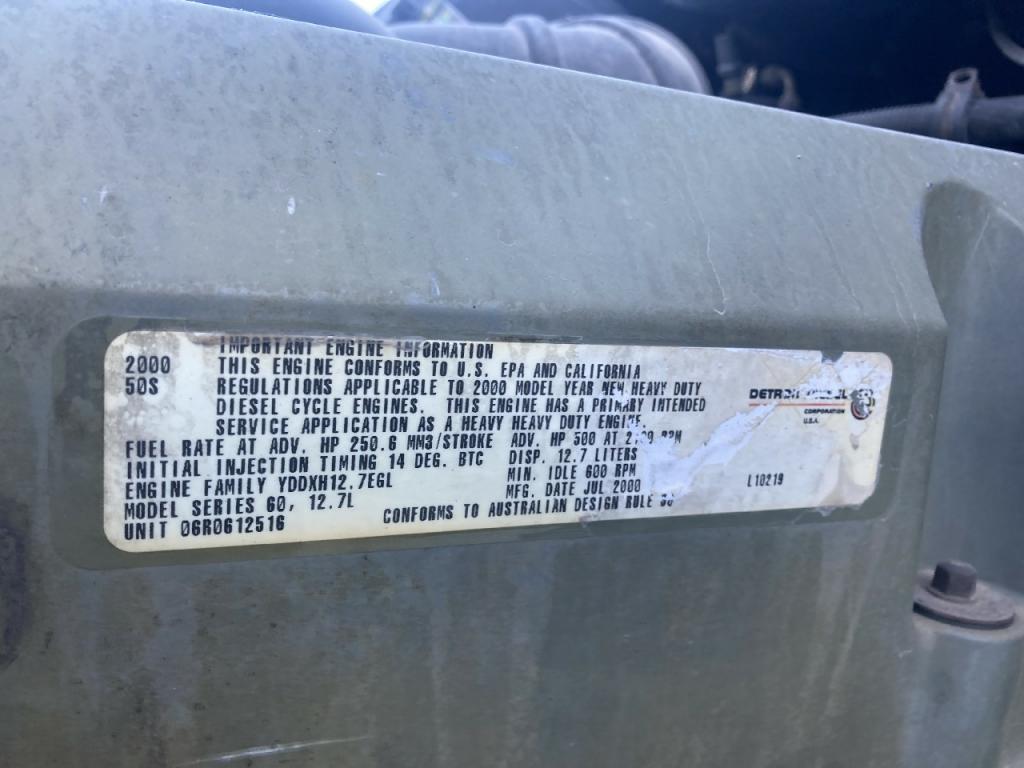 IMPORTANT ENGINE INFORMATION
2000 THIS ENGINE CONFORMS TO U.S. EPA AND CALIFORNIA
50S REGULATIONS APPLICABLE TO 2000 MODEL YEAR NEW HEAVY DUTY
DIESEL CYCLE ENGINES. THIS ENGINE HAS A PRIMARY INTENDED
SERVICE APPLICATION AS A HEAVY HEAVY DUTY ENGINE.
FUEL RATE AT ADV. HP 250.6 MM3/STROKE ADV. HP 500 AT RPM
INITIAL INJECTION TIMING 14 DEG. BTC DISP. 12.7 LITERS
ENGINE FAMILY YDDXH12.7EGL MIN. IDLE 600 RPM
MODEL SERIES 60, 12.7L MFG. DATE JUL 2000
UNIT 06R0612516 CONFORMS TO AUSTRALIAN DESIGN RULE
DETROIT DIESEL
CORPORATION
U.S.A.
L10219